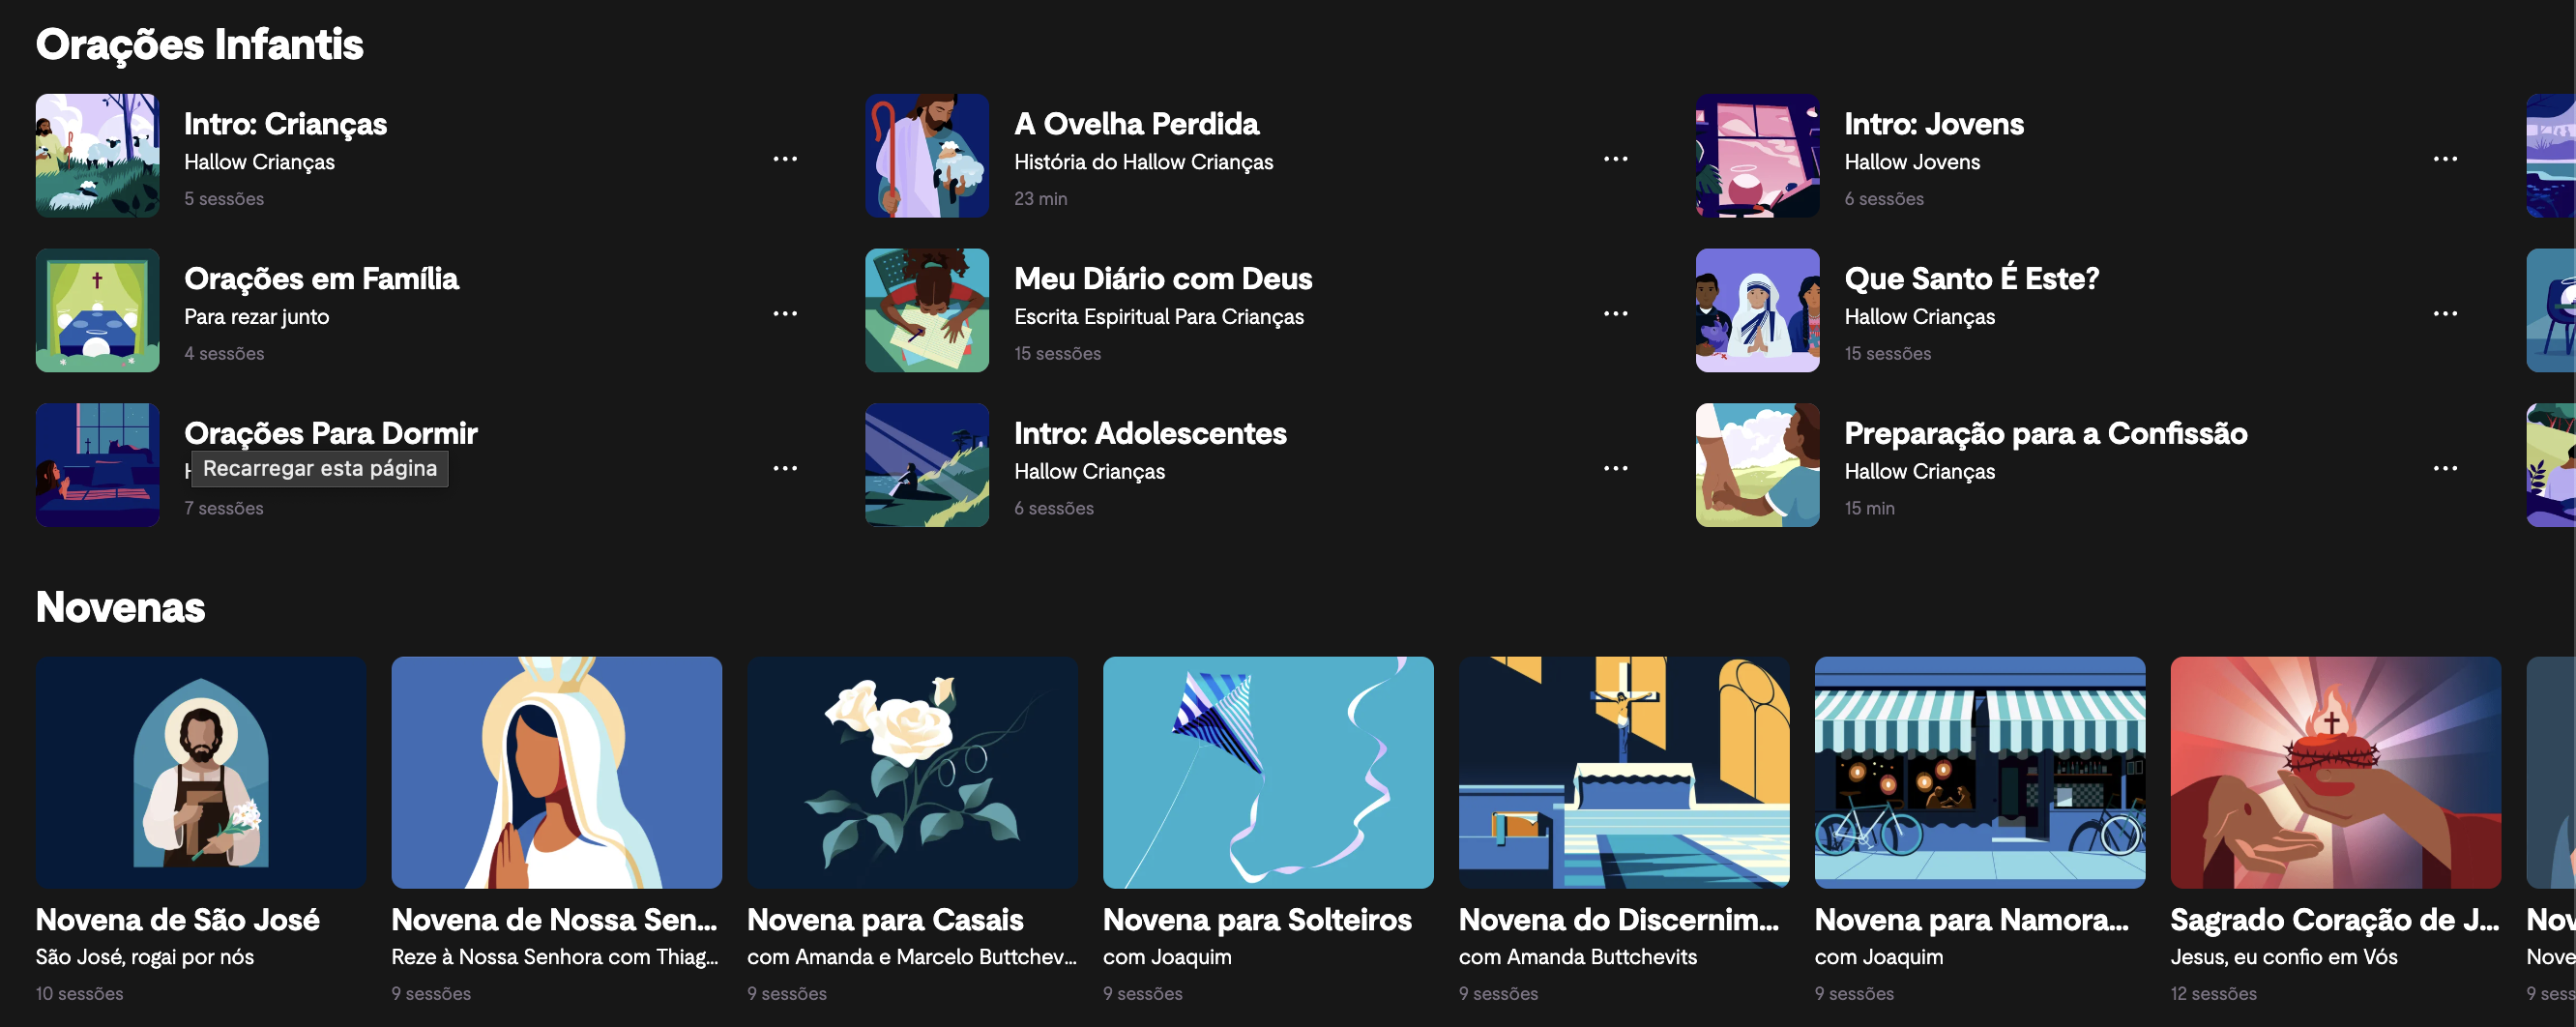 Orações Infantis
Intro: Crianças
Hallow Crianças
5 sessões
A Ovelha Perdida
História do Hallow Crianças
23 min
Intro: Jovens
Hallow Jovens
6 sessões
Orações em Família
Para rezar junto
4 sessões
Meu Diário com Deus
Escrita Espiritual Para Crianças
15 sessões
Que Santo É Este?
Hallow Crianças
15 sessões
Orações Para Dormir
Recarregar esta página
7 sessões
Intro: Adolescentes
Hallow Crianças
6 sessões
Preparação para a Confissão
Hallow Crianças
15 min
Novenas
Novena de São José
São José, rogai por nós
10 sessões
Novena de Nossa Sen...
Reze à Nossa Senhora com Thiag...
9 sessões
Novena para Casais
com Amanda e Marcelo Buttchev...
9 sessões
Novena para Solteiros
com Joaquim
9 sessões
Novena do Discernim...
com Amanda Buttchevits
9 sessões
Novena para Namora...
com Joaquim
9 sessões
Sagrado Coração de J...
Jesus, eu confio em Vós
12 sessões
Nov
Nove
9 sess